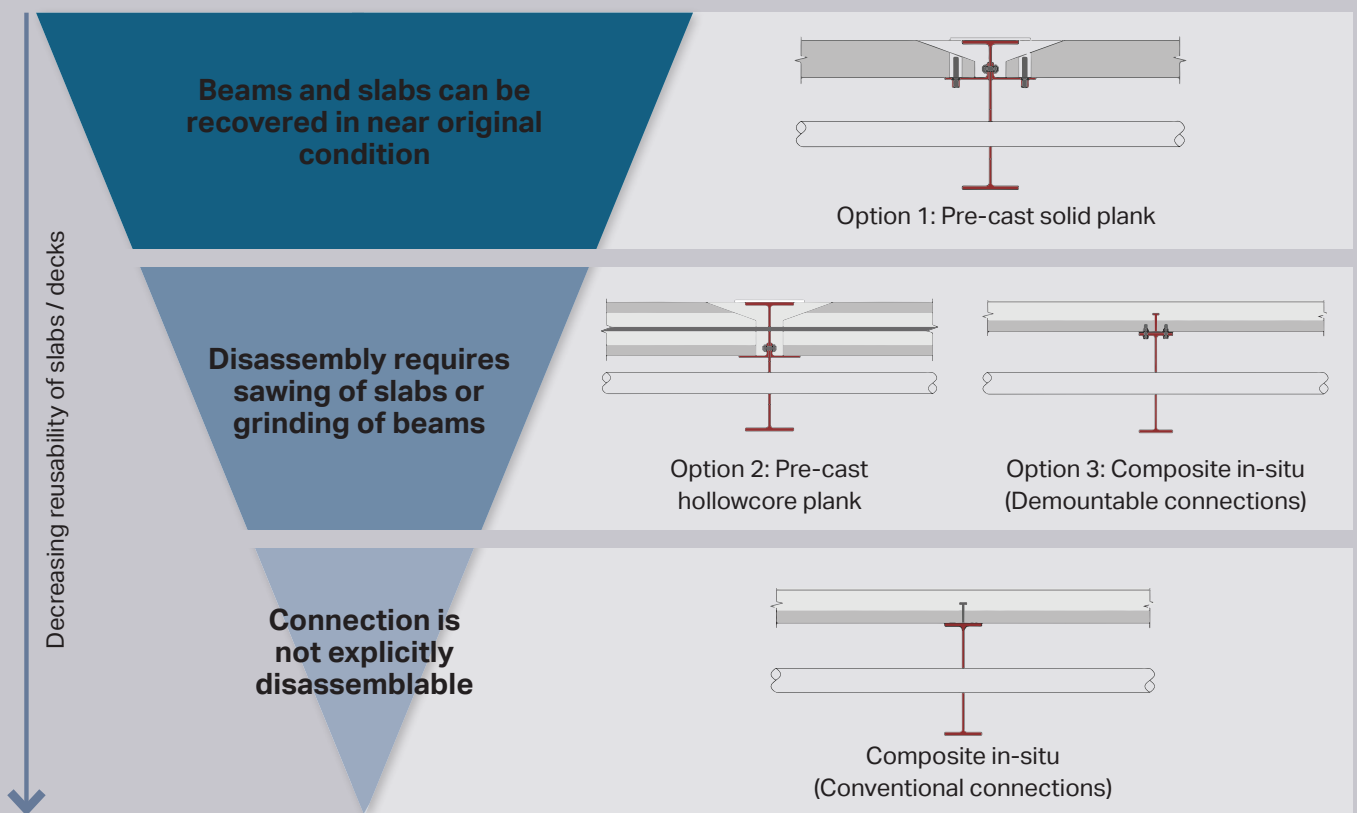 Decreasing reusability of slabs / decks
Beams and slabs can be
recovered in near original
condition
Option 1: Pre-cast solid plank
Disassembly requires
sawing of slabs or
grinding of beams
Option 2: Pre-cast
hollowcore plank
Option 3: Composite in-situ
(Demountable connections)
Connection is
not explicitly
disassemblable
Composite in-situ
(Conventional connections)